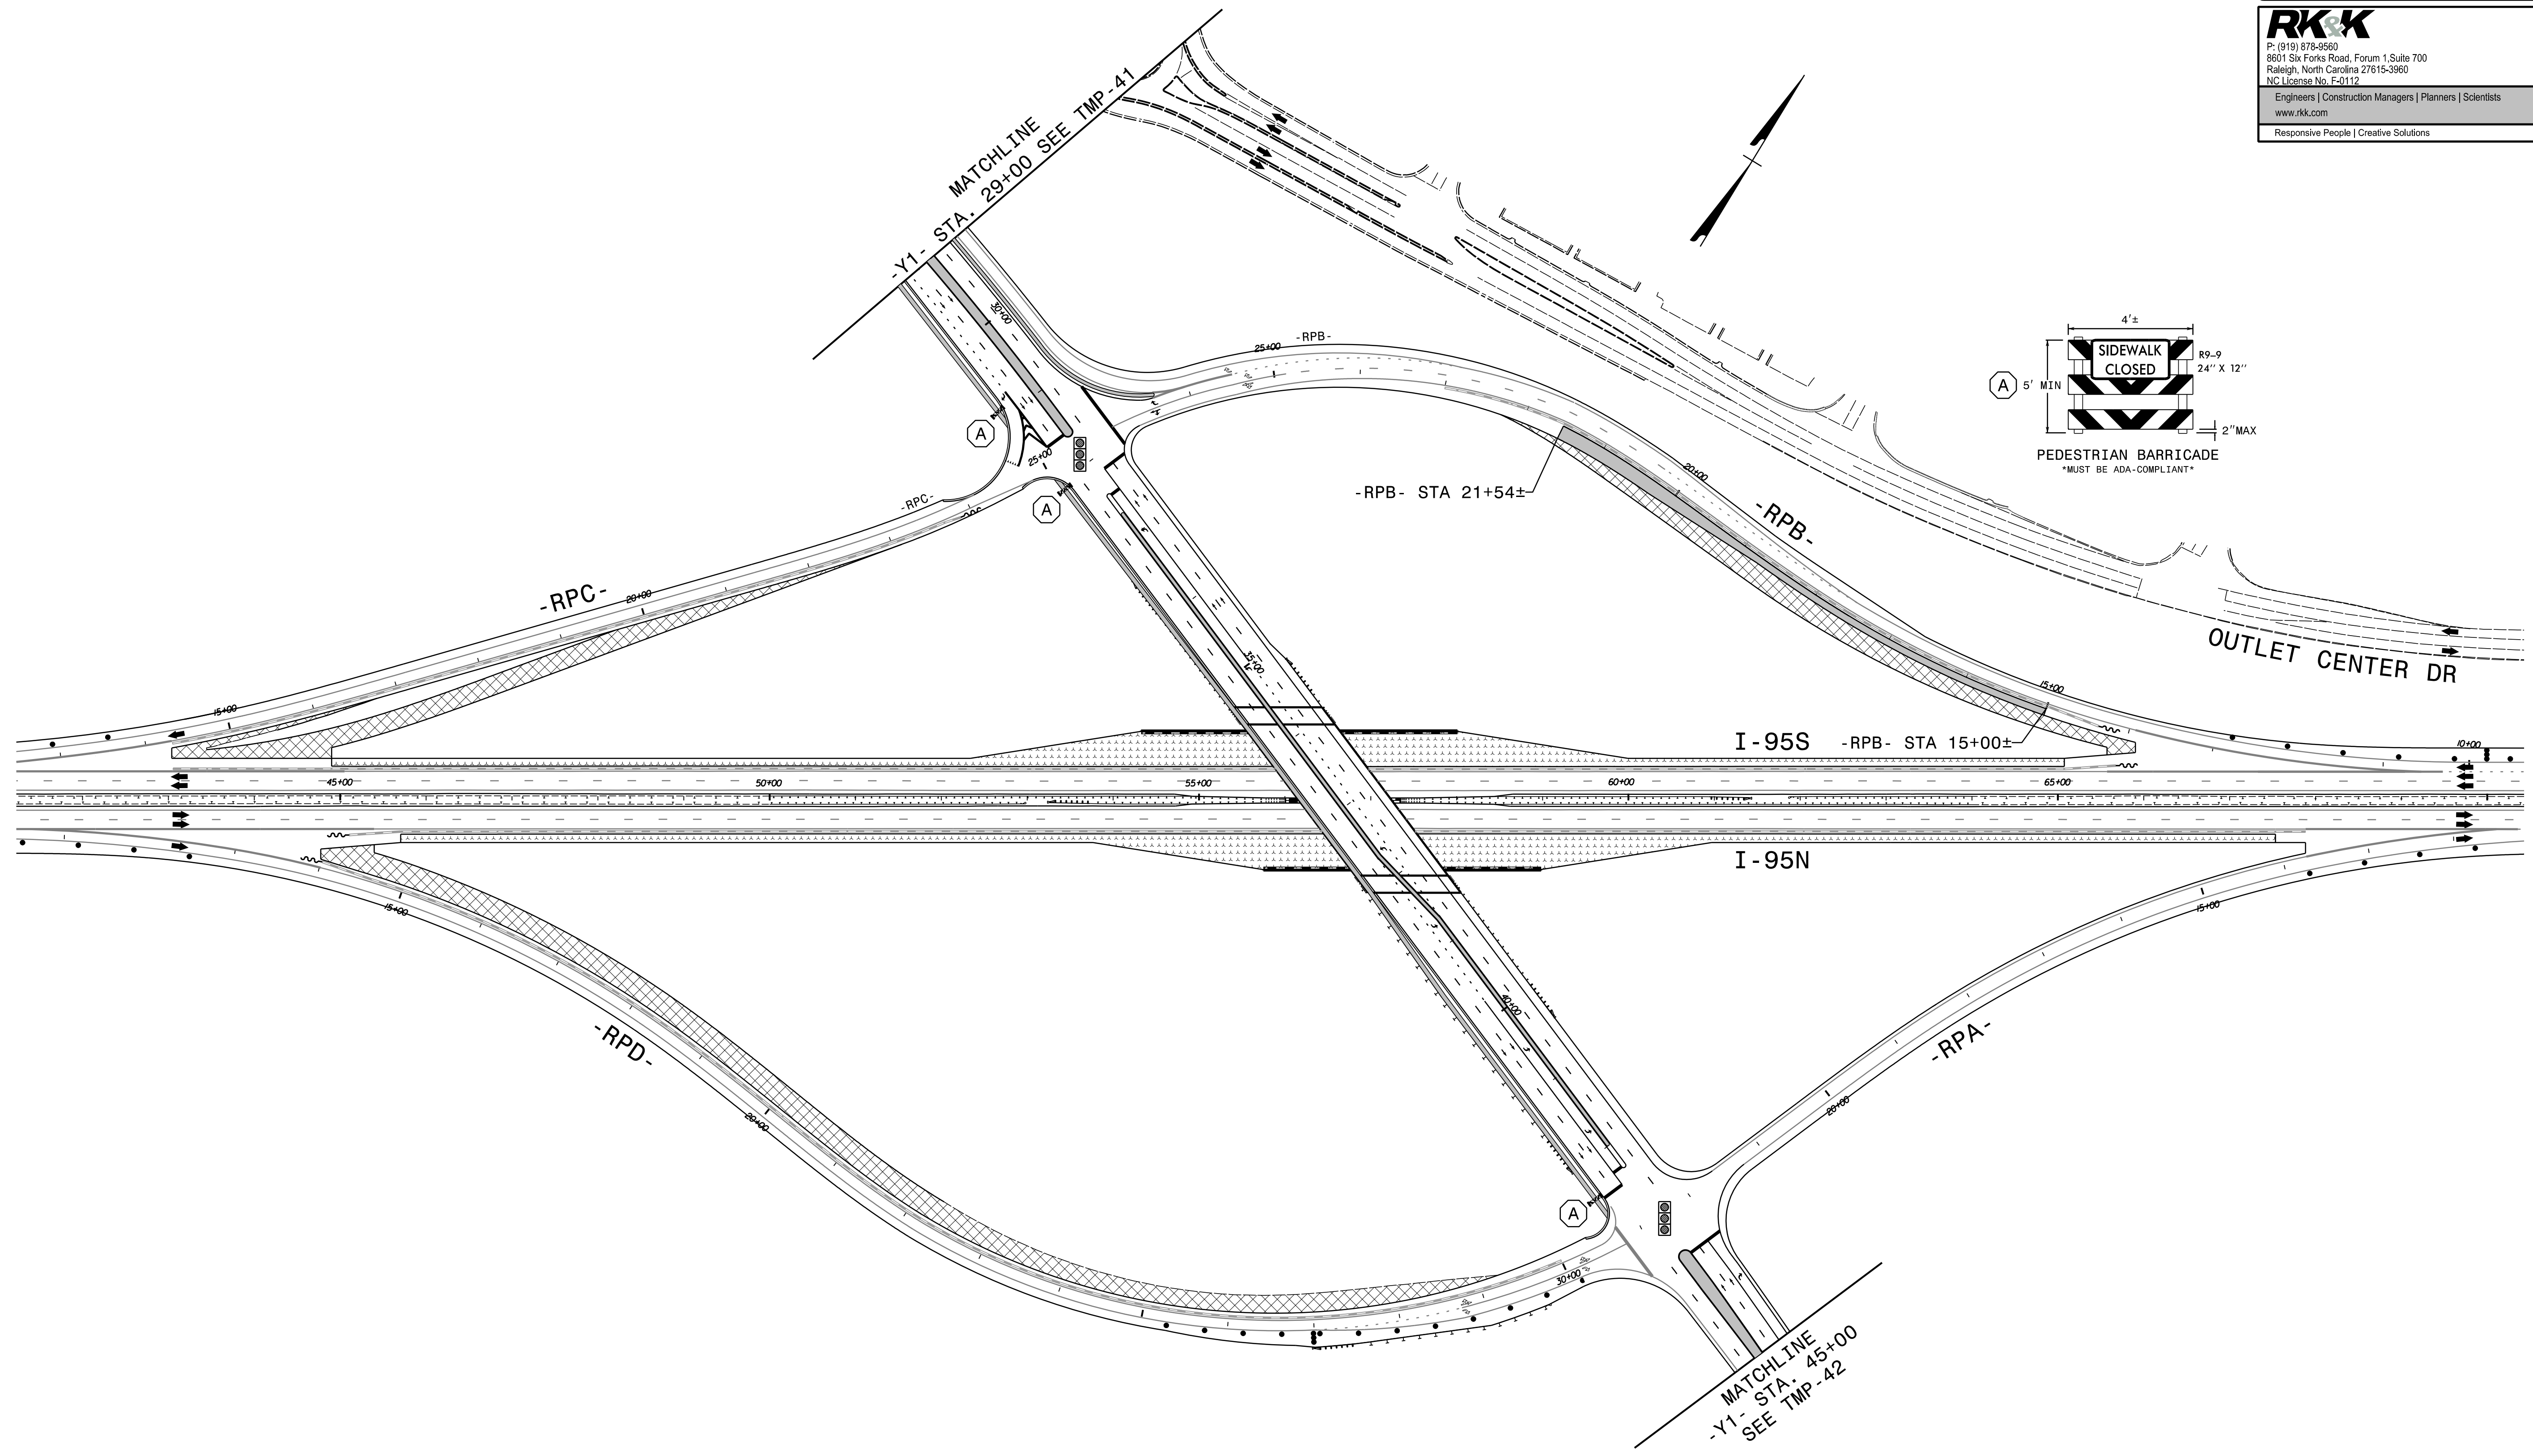 RK&K
P: (919) 878-9560
8601 Six Forks Road, Forum 1,Suite 700
Raleigh, North Carolina 27615-3960
NC License No. F-0112
Engineers | Construction Managers | Planners | Scientists
www.rkk.com
Responsive People | Creative Solutions
MATCHLINE
-Y1- STA. 29+00 SEE TMP-41
30+00
25+00
-RPB-
4'±
SIDEWALK
CLOSED
R9-9
24" X 12"
A
5' MIN
2"MAX
PEDESTRIAN BARRICADE
*MUST BE ADA-COMPLIANT*
A
25+00
-RPC-
A
-RPB- STA 21+54±
20+00
-RPB-
-RPC-
20+00
15+00
35+00
15+00
OUTLET CENTER DR
I-95S
-RPB- STA 15+00±
10+00
45+00
50+00
55+00
60+00
65+00
I-95N
15+00
15+00
40+00
-RPD-
-RPA-
20+00
20+00
A
30+00
MATCHLINE
-Y1- STA. 45+00
SEE TMP-42